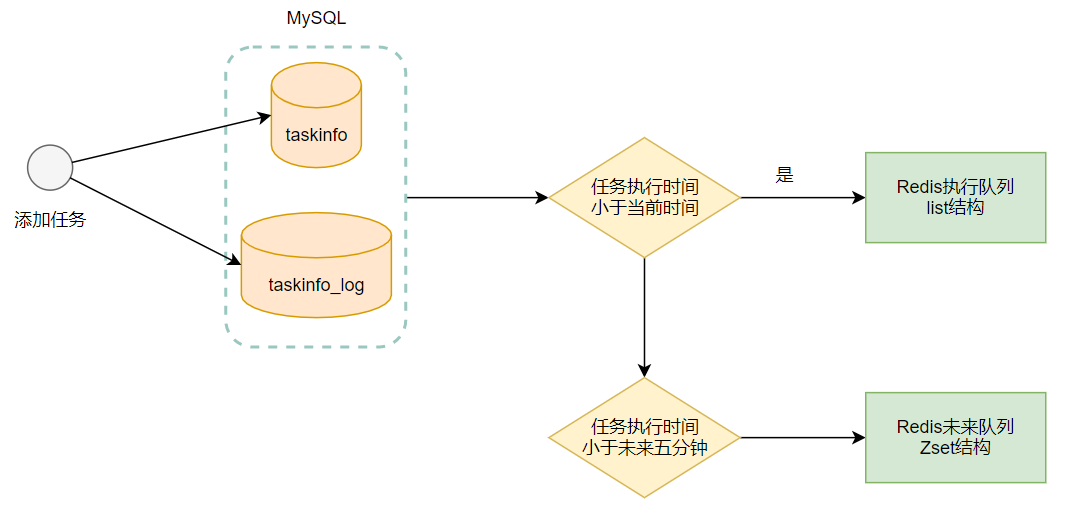 MySQL
taskinfo
添加任务
taskinfo_log
任务执行时间
小于当前时间
是
Redis执行队列
list结构
任务执行时间
小于未来五分钟
Redis未来队列
Zset结构